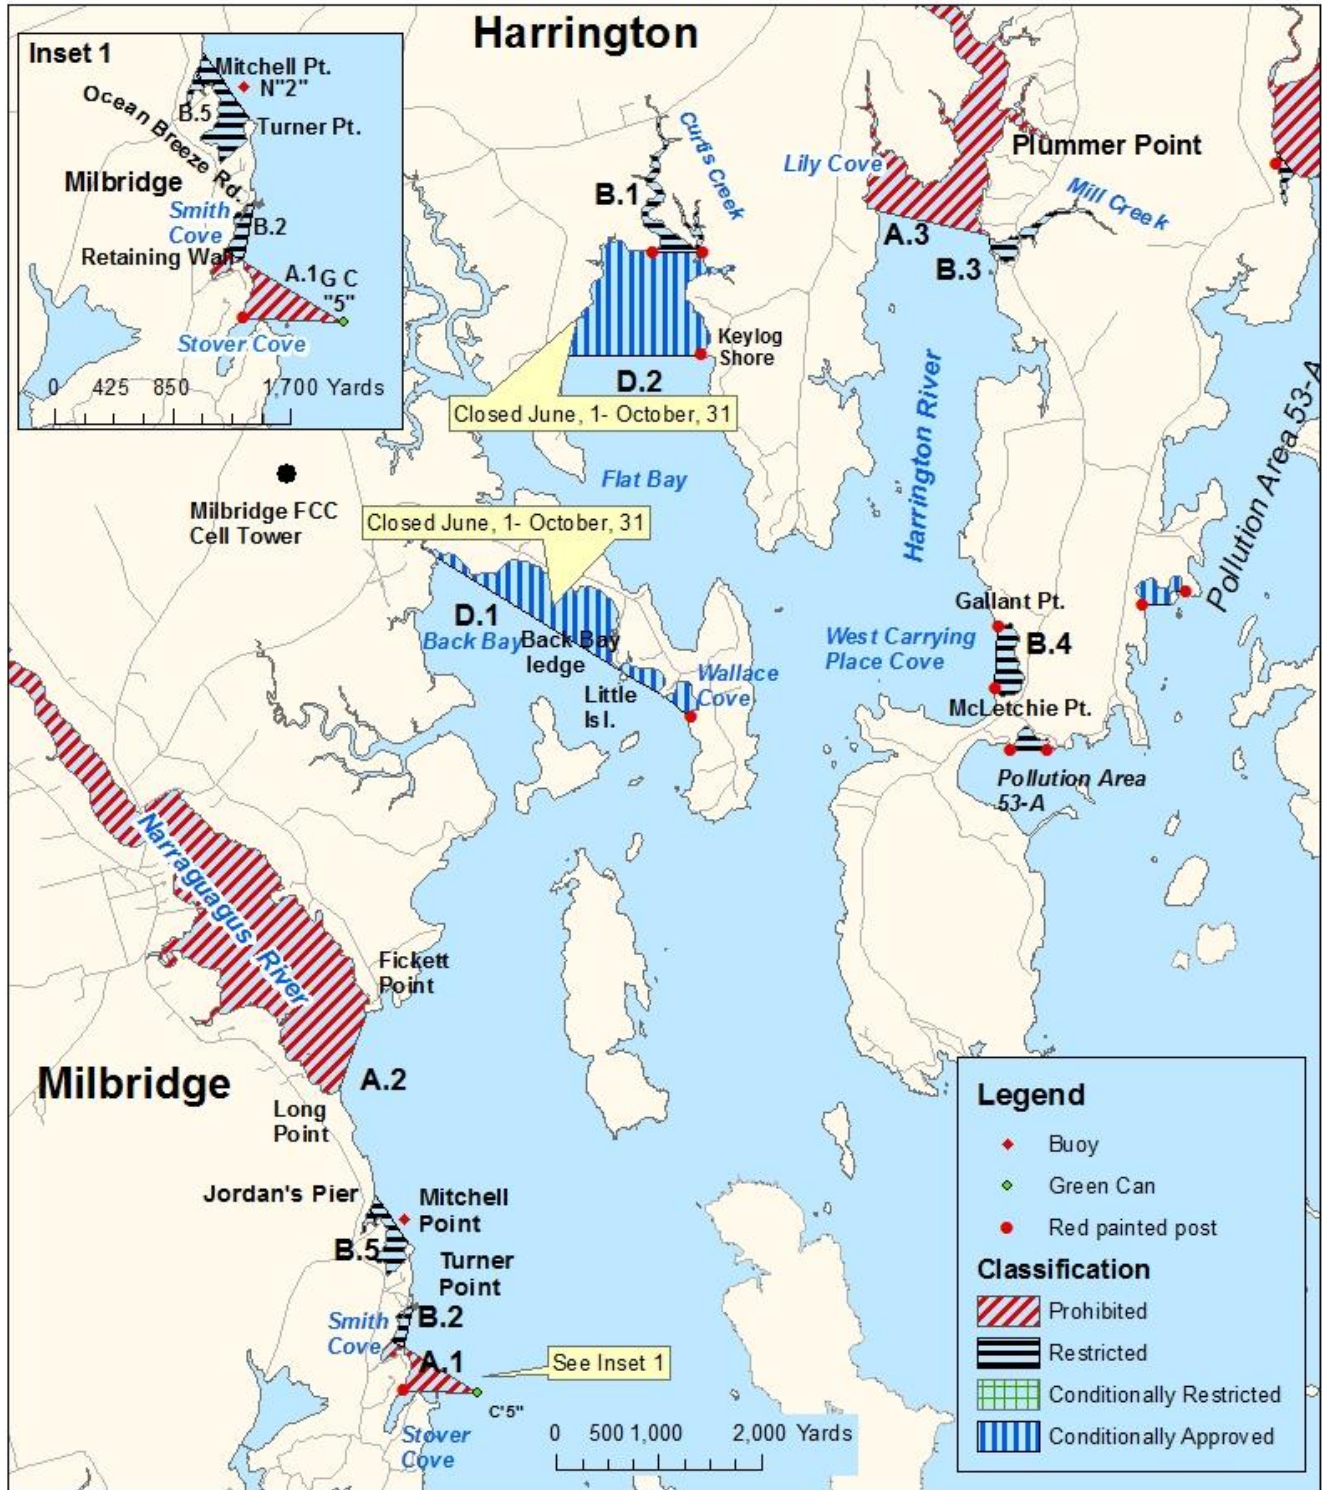 Harrington
Inset 1
Mitchell Pt.
N"2"
Ocean Breeze Rd.
B.5
Turner Pt.
Milbridge
Smith
Cove
B.2
Retaining Wall
A.1
G C
"5"
Stover Cove
0 425 850 1,700 Yards
Curtis Creek
B.1
Lily Cove
Plummer Point
Mill Creek
A.3
B.3
Keylog
Shore
D.2
Closed June, 1- October, 31
Harrington River
Pollution Area 53-A
Flat Bay
Milbridge FCC
Cell Tower
Closed June, 1- October, 31
D.1
Back Bay
Back Bay
ledge
Little
Isl.
Wallace
Cove
Gallant Pt.
West Carrying
Place Cove
B.4
McLetchie Pt.
Pollution Area
53-A
Narraguagus River
Fickett
Point
Milbridge
A.2
Long
Point
Jordan's Pier
Mitchell
Point
B.5
Turner
Point
Smith
Cove
B.2
A.1
See Inset 1
C'5"
Stover
Cove
0 500 1,000 2,000 Yards
Legend
Buoy
Green Can
Red painted post
Classification
Prohibited
Restricted
Conditionally Restricted
Conditionally Approved